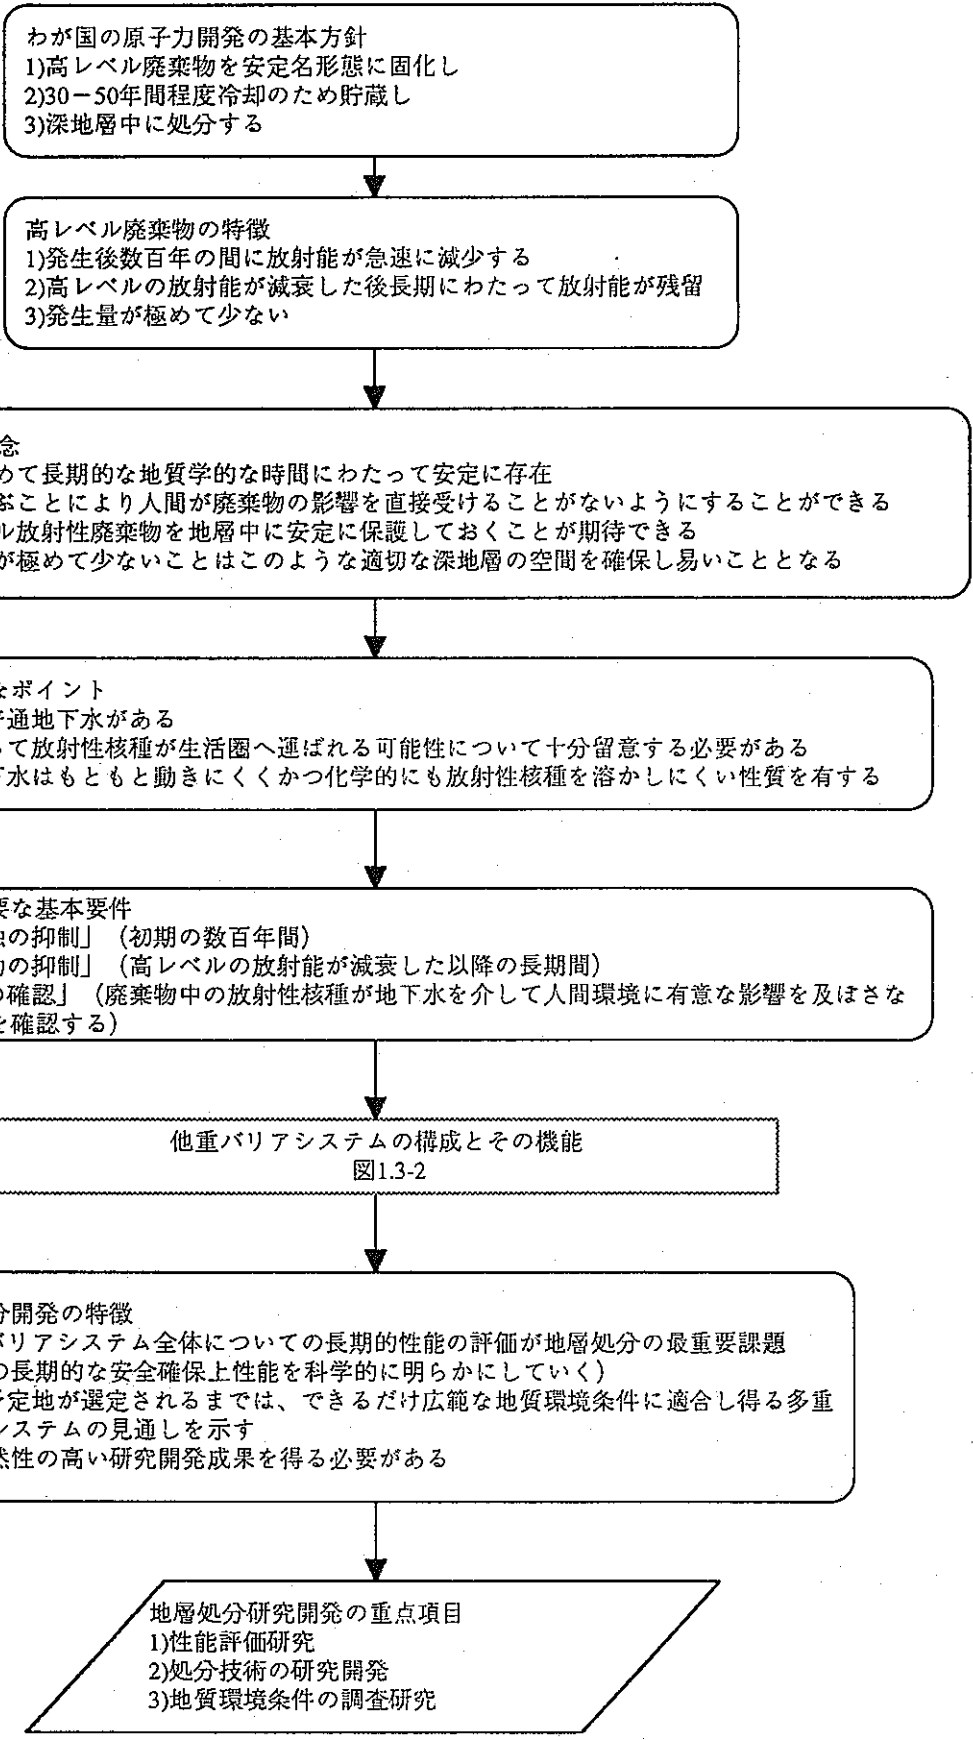 わが国の原子力開発の基本方針
1)高レベル廃棄物を安定名形態に固化し
2)30－50年間程度冷却のため貯蔵し
3)深地層中に処分する
高レベル廃棄物の特徴
1)発生後数百年の間に放射能が急速に減少する
2)高レベルの放射能が減衰した後長期にわたって放射能が残留
3)発生量が極めて少ない
念
めて長期的な地質学的な時間にわたって安定に存在
ぶことにより人間が廃棄物の影響を直接受けることがないようにすることができる
ル放射性廃棄物を地層中に安定に保護しておくことが期待できる
が極めて少ないことはこのような適切な深地層の空間を確保し易いこととなる
なポイント
普通地下水がある
って放射性核種が生活圏へ運ばれる可能性について十分留意する必要がある
下水はもともと動きにくくかつ化学的にも放射性核種を溶かしにくい性質を有する
要な基本要件
の抑制」（初期の数百年間）
の抑制」（高レベルの放射能が減衰した以降の長期間）
の確認」（廃棄物中の放射性核種が地下水を介して人間環境に有意な影響を及ぼさな
を確認する）
他重バリアシステムの構成とその機能
図1.3-2
分開発の特徴
バリアシステム全体についての長期的性能の評価が地層処分の最重要課題
の長期的な安全確保上性能を科学的に明らかにしていく）
予定地が選定されるまでは、できるだけ広範な地質環境条件に適合し得る多重
システムの見通しを示す
然性の高い研究開発成果を得る必要がある
地層処分研究開発の重点項目
1)性能評価研究
2)処分技術の研究開発
3)地質環境条件の調査研究